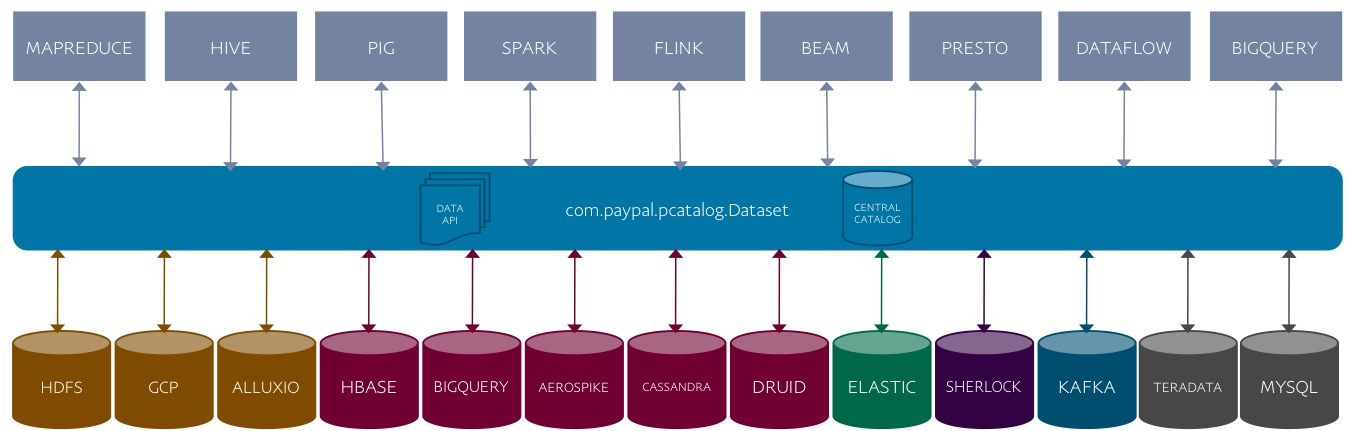 MAPREDUCE
HIVE
PIG
SPARK
FLINK
BEAM
PRESTO
DATAFLOW
BIGQUERY
DATA
API
com.paypal.pcatalog.Dataset
CENTRAL
CATALOG
HDFS
GCP
ALLUXIO
HBASE
BIGQUERY
AEROSPIKE
CASSANDRA
DRUID
ELASTIC
SHERLOCK
KAFKA
TERADATA
MYSQL